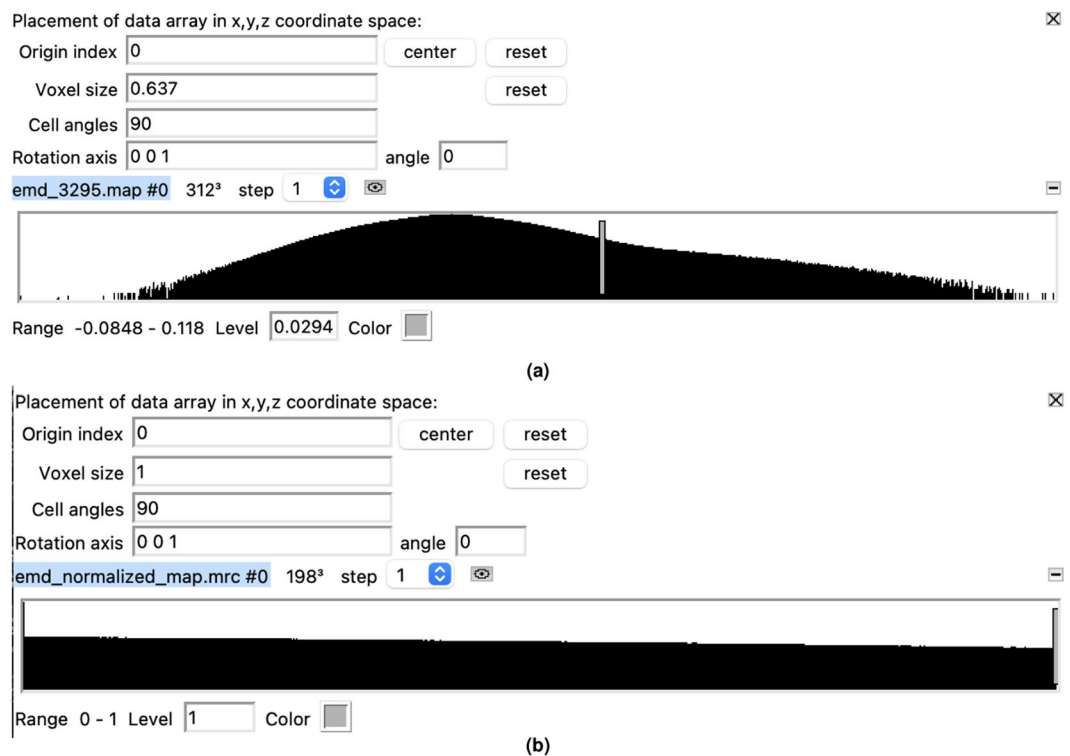 Placement of data array in x,y,z coordinate space:
Origin index 0 center reset
Voxel size 0.637 reset
Cell angles 90
Rotation axis 0 0 1 angle 0
emd_3295.map #0 312³ step 1
Range -0.0848 - 0.118 Level 0.0294 Color
(a)
Placement of data array in x,y,z coordinate space:
Origin index 0 center reset
Voxel size 1 reset
Cell angles 90
Rotation axis 0 0 1 angle 0
emd_normalized_map.mrc #0 198³ step 1
Range 0 - 1 Level 1 Color
(b)